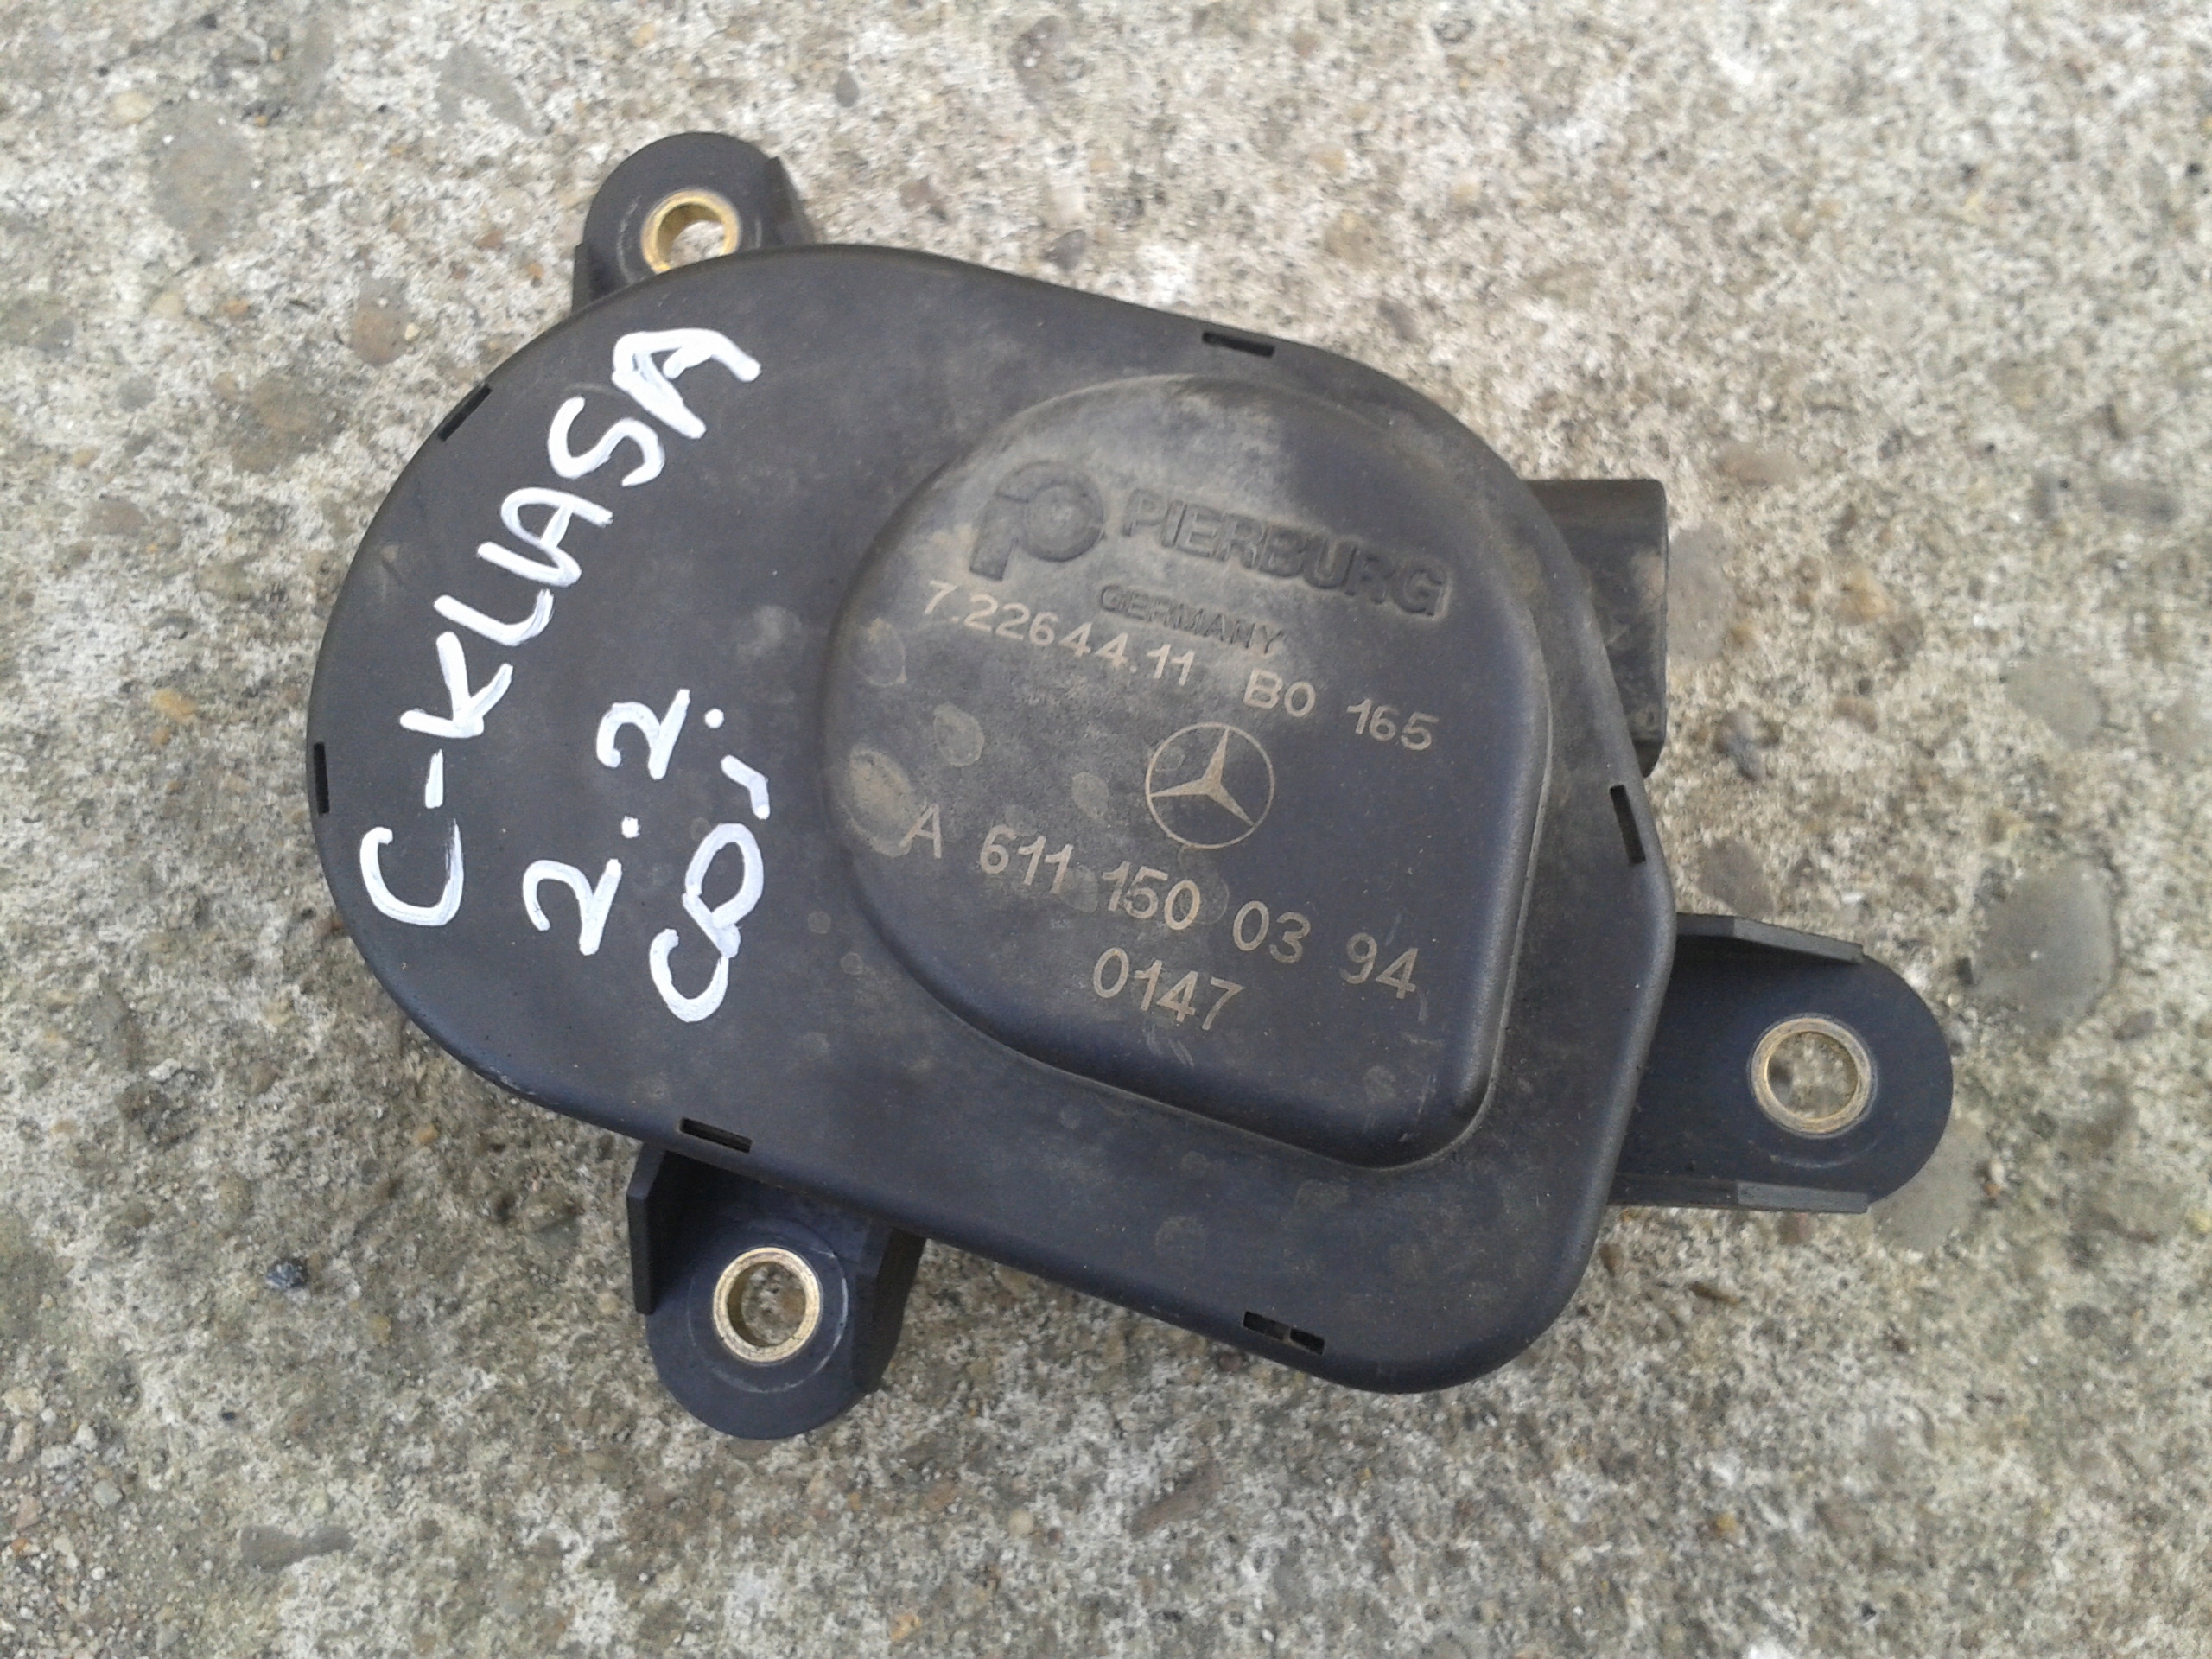 C-KLASA
2.2
CDi
PIERBURG
GERMANY
7.22644.11 B0 165
A 611 150 03 94
0147